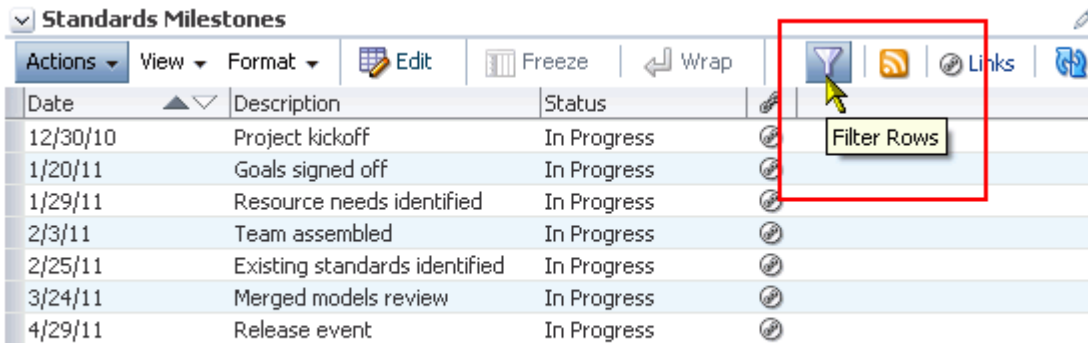 Standards Milestones
Actions View Format Edit Freeze Wrap Links
Date Description Status
Filter Rows
12/30/10 Project kickoff In Progress
1/20/11 Goals signed off In Progress
1/29/11 Resource needs identified In Progress
2/3/11 Team assembled In Progress
2/25/11 Existing standards identified In Progress
3/24/11 Merged models review In Progress
4/29/11 Release event In Progress